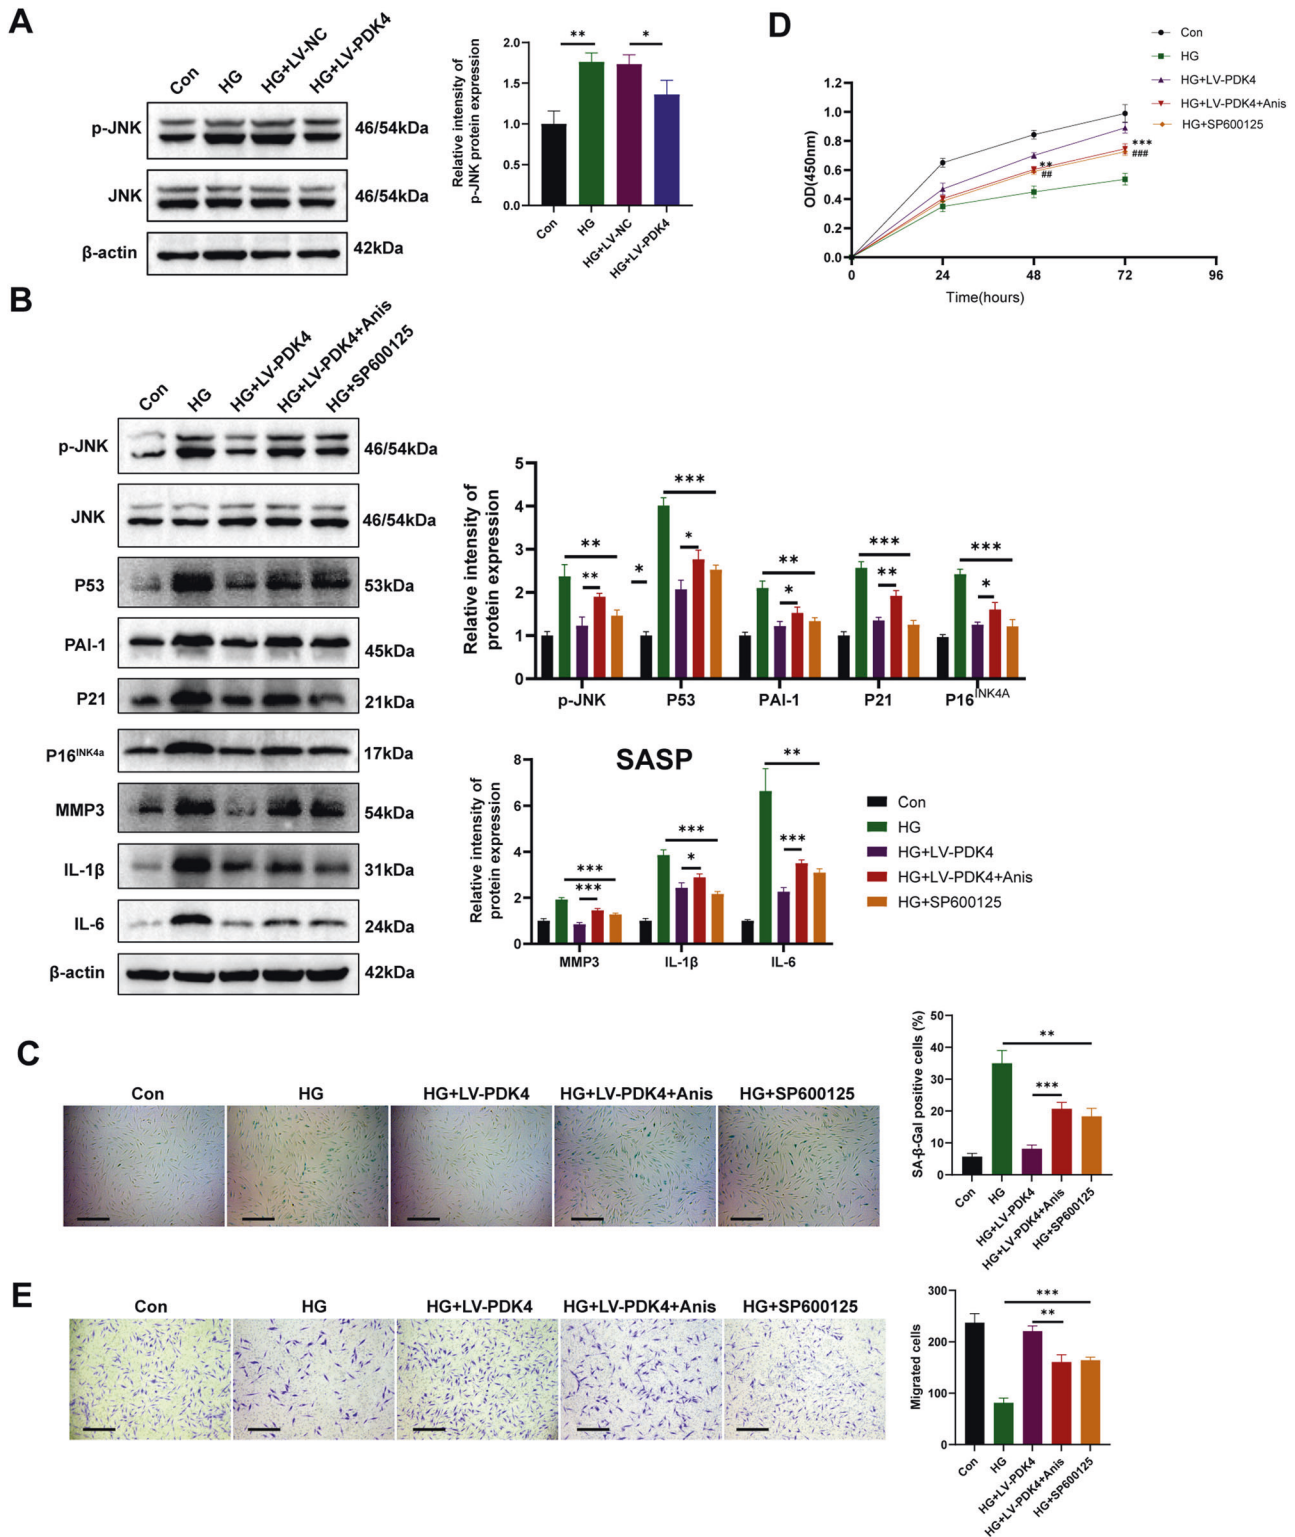 A
Con
HG
HG+LV-NC
HG+LV-PDK4
p-JNK
46/54kDa
JNK
46/54kDa
β-actin
42kDa
Relative intensity of
p-JNK protein expression
2.0
1.5
1.0
0.5
0.0
**
*
Con
HG
HG+LV-NC
HG+LV-PDK4
D
Con
HG
HG+LV-PDK4
HG+LV-PDK4+Anis
HG+SP600125
OD(450nm)
1.2
1.0
0.8
0.6
0.4
0.2
0.0
**
##
***
###
0
24
48
72
96
Time(hours)
B
Con
HG
HG+LV-PDK4
HG+LV-PDK4+Anis
HG+SP600125
p-JNK
46/54kDa
JNK
46/54kDa
P53
53kDa
PAI-1
45kDa
P21
21kDa
P16INK4a
17kDa
MMP3
54kDa
IL-1β
31kDa
IL-6
24kDa
β-actin
42kDa
Relative intensity of
protein expression
5
4
3
2
1
0
**
**
*
***
*
**
*
***
**
***
*
p-JNK
P53
PAI-1
P21
P16INK4A
SASP
Relative intensity of
protein expression
8
6
4
2
0
***
***
***
*
**
***
MMP3
IL-1β
IL-6
Con
HG
HG+LV-PDK4
HG+LV-PDK4+Anis
HG+SP600125
C
Con
HG
HG+LV-PDK4
HG+LV-PDK4+Anis
HG+SP600125
SA-β-Gal positive cells (%)
50
40
30
20
10
0
**
***
Con
HG
HG+LV-PDK4
HG+LV-PDK4+Anis
HG+SP600125
E
Con
HG
HG+LV-PDK4
HG+LV-PDK4+Anis
HG+SP600125
Migrated cells
300
200
100
0
***
**
Con
HG
HG+LV-PDK4
HG+LV-PDK4+Anis
HG+SP600125